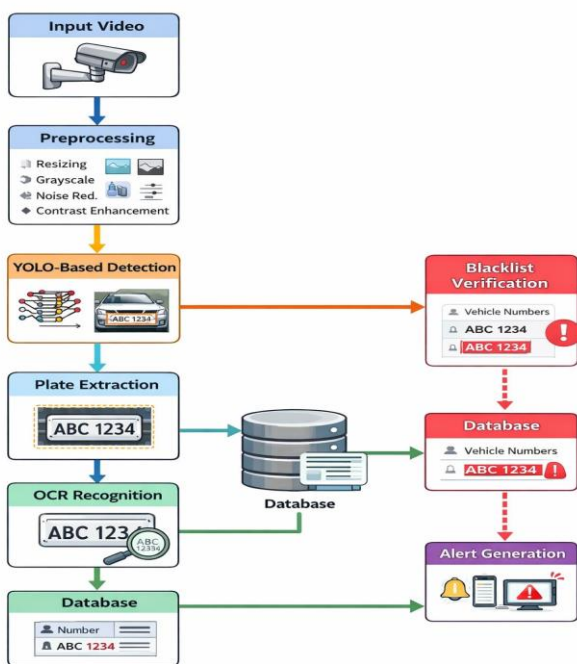 Input Video
Preprocessing
Resizing
Grayscale
Noise Red.
Contrast Enhancement
YOLO-Based Detection
ABC 1234
Blacklist
Verification
Vehicle Numbers
ABC 1234
ABC 1234
Plate Extraction
ABC 1234
Database
Database
Vehicle Numbers
ABC 1234
OCR Recognition
ABC 1234
ABC
12334
Alert Generation
Database
Number
ABC 1234